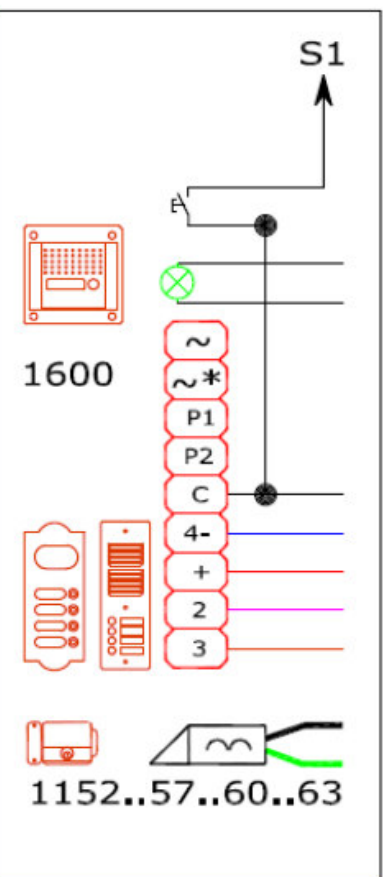 S1
1600
~
~*
P1
P2
C
4-
+
2
3
1152..57..60..63